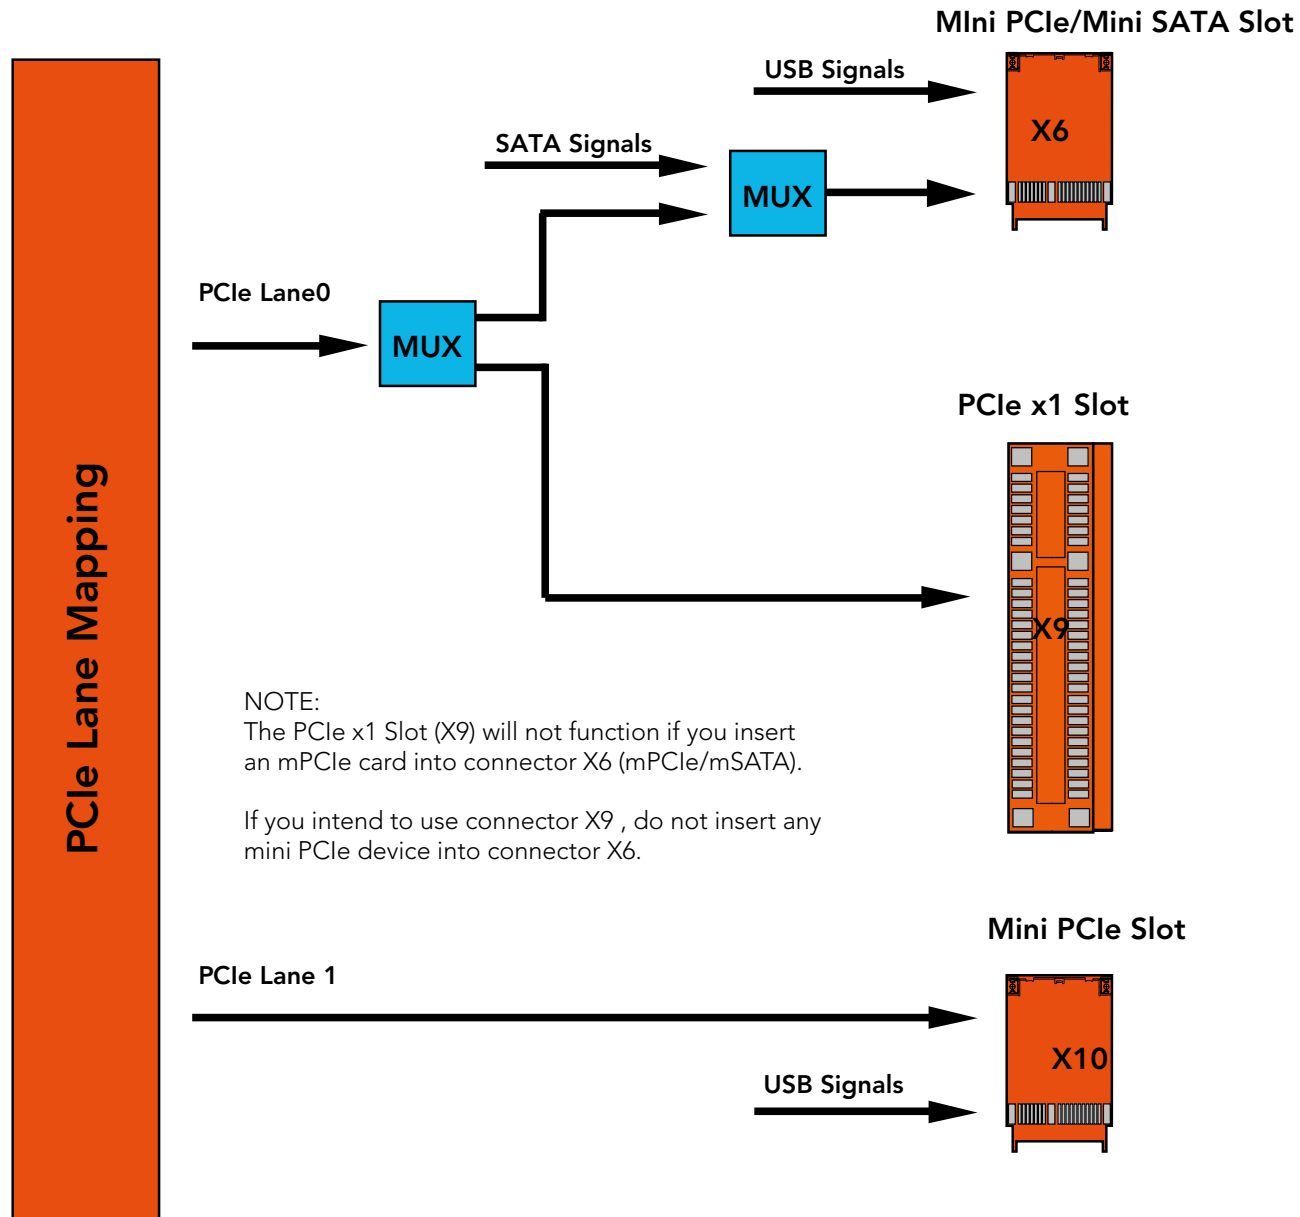 MIni PCIe/Mini SATA Slot
USB Signals
X6
SATA Signals
MUX
PCIe Lane0
MUX
PCIe x1 Slot
X9
PCIe Lane Mapping
NOTE:
The PCIe x1 Slot (X9) will not function if you insert
an mPCIe card into connector X6 (mPCIe/mSATA).
If you intend to use connector X9 , do not insert any
mini PCIe device into connector X6.
Mini PCIe Slot
PCIe Lane 1
X10
USB Signals